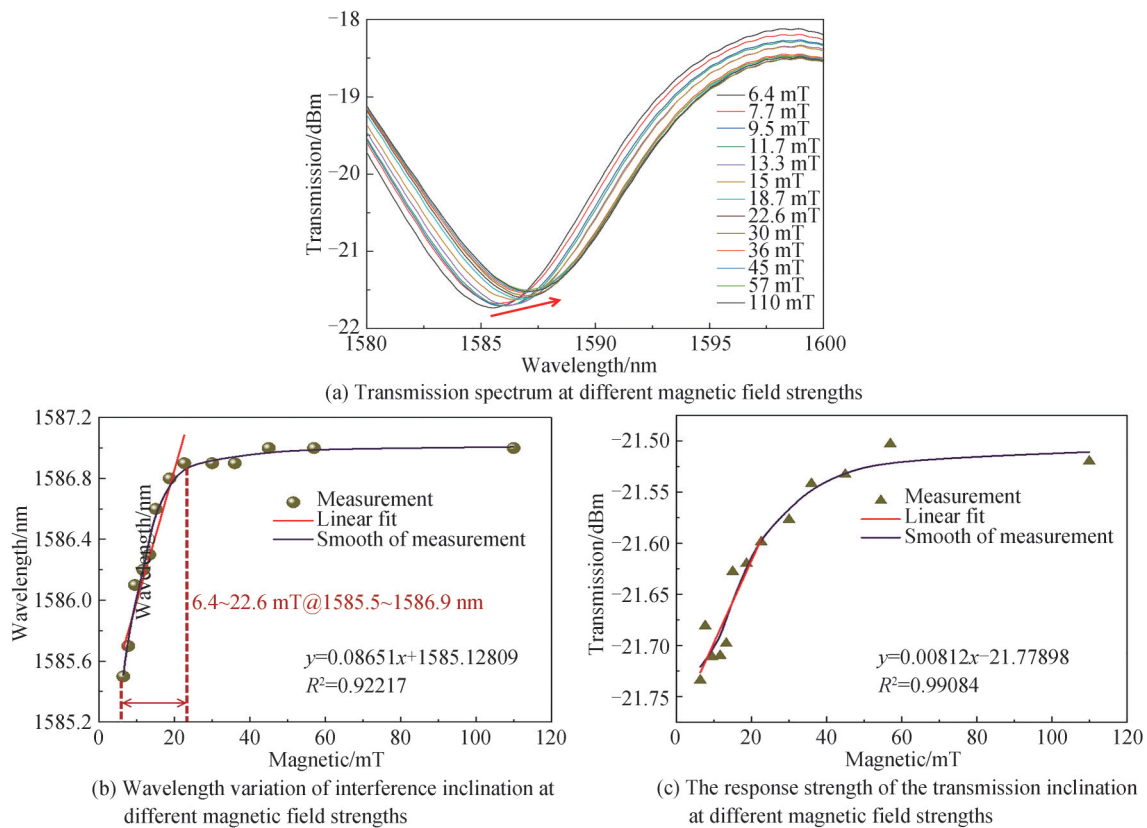 −18
−19
−20
−21
−22
Transmission/dBm
6.4 mT
7.7 mT
9.5 mT
11.7 mT
13.3 mT
15 mT
18.7 mT
22.6 mT
30 mT
36 mT
45 mT
57 mT
110 mT
1580 1585 1590 1595 1600
Wavelength/nm
(a) Transmission spectrum at different magnetic field strengths
1587.2
1586.8
1586.4
1586.0
1585.6
1585.2
Wavelength/nm
Wavelength/nm
Measurement
Linear fit
Smooth of measurement
6.4~22.6 mT@1585.5~1586.9 nm
y=0.08651x+1585.12809
R²=0.92217
0 20 40 60 80 100 120
Magnetic/mT
(b) Wavelength variation of interference inclination at
different magnetic field strengths
−21.50
−21.55
−21.60
−21.65
−21.70
−21.75
Transmission/dBm
Measurement
Linear fit
Smooth of measurement
y=0.00812x−21.77898
R²=0.99084
0 20 40 60 80 100 120
Magnetic/mT
(c) The response strength of the transmission inclination
at different magnetic field strengths